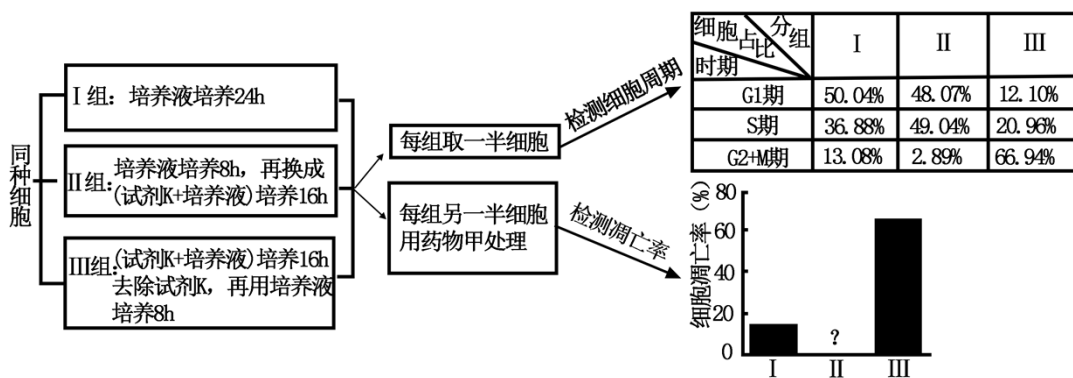 同种细胞
I组：培养液培养24h
II组：培养液培养8h，再换成
(试剂K+培养液)培养16h
III组：(试剂K+培养液)培养16h
去除试剂K，再用培养液
培养8h
每组取一半细胞
每组另一半细胞
用药物甲处理
检测细胞周期
检测凋亡率
细胞占比 分组 时期 I II III
G1期 50.04% 48.07% 12.10%
S期 36.88% 49.04% 20.96%
G2+M期 13.08% 2.89% 66.94%
细胞凋亡率（%）
80
60
40
20
0
?
I II III